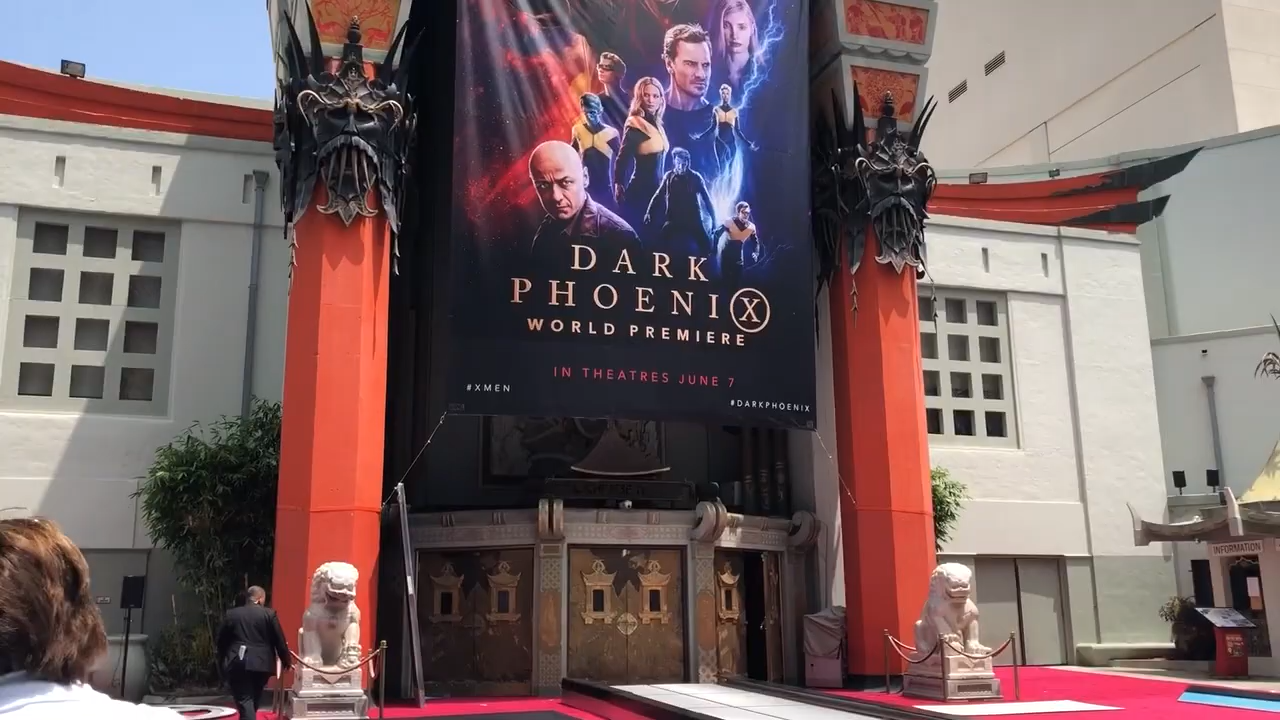 DARK
PHOENIX
WORLD PREMIERE
IN THEATRES JUNE 7
#XMEN
#DARKPHOENIX
INFORMATION